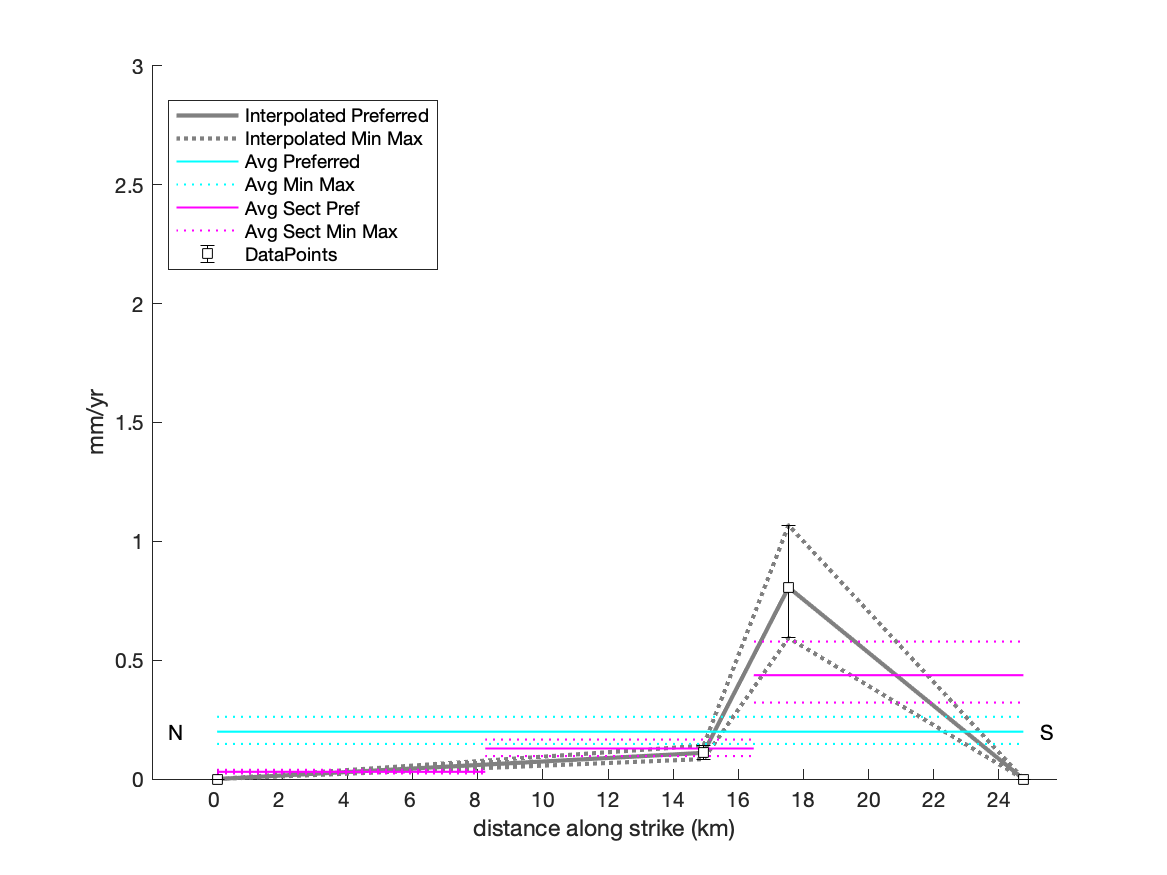 3
2.5
2
1.5
1
0.5
0
mm/yr
Interpolated Preferred
Interpolated Min Max
Avg Preferred
Avg Min Max
Avg Sect Pref
Avg Sect Min Max
DataPoints
N
S
0 2 4 6 8 10 12 14 16 18 20 22 24
distance along strike (km)